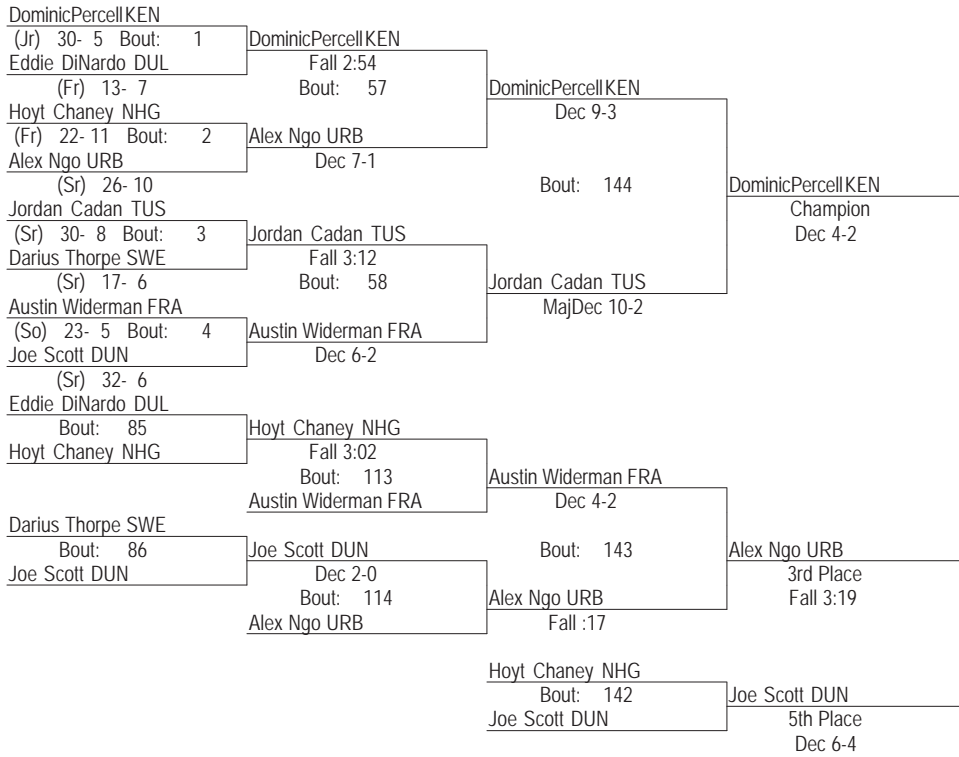 DominicPercell KEN
(Jr) 30- 5 Bout: 1
DominicPercell KEN
Eddie DiNardo DUL
Fall 2:54
(Fr) 13- 7
Bout: 57
DominicPercell KEN
Hoyt Chaney NHG
Dec 9-3
(Fr) 22- 11 Bout: 2
Alex Ngo URB
Alex Ngo URB
Dec 7-1
(Sr) 26- 10
Bout: 144
DominicPercell KEN
Jordan Cadan TUS
Champion
(Sr) 30- 8 Bout: 3
Jordan Cadan TUS
Dec 4-2
Darius Thorpe SWE
Fall 3:12
(Sr) 17- 6
Bout: 58
Jordan Cadan TUS
Austin Widerman FRA
MajDec 10-2
(So) 23- 5 Bout: 4
Austin Widerman FRA
Joe Scott DUN
Dec 6-2
(Sr) 32- 6
Eddie DiNardo DUL
Bout: 85
Hoyt Chaney NHG
Hoyt Chaney NHG
Fall 3:02
Bout: 113
Austin Widerman FRA
Austin Widerman FRA
Dec 4-2
Darius Thorpe SWE
Bout: 86
Joe Scott DUN
Bout: 143
Alex Ngo URB
Joe Scott DUN
Dec 2-0
3rd Place
Bout: 114
Alex Ngo URB
Fall 3:19
Alex Ngo URB
Fall :17
Hoyt Chaney NHG
Bout: 142
Joe Scott DUN
Joe Scott DUN
5th Place
Dec 6-4